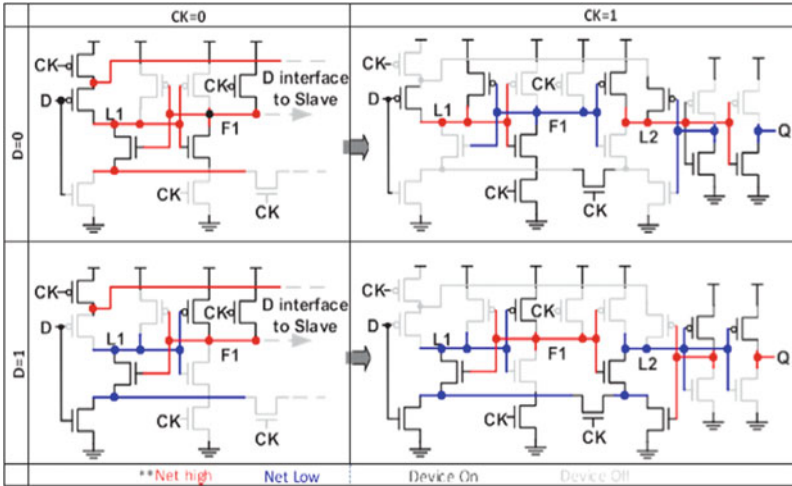 CK=0
CK=1
D=0
CK
D
L1
CK
D interface
to Slave
F1
CK
CK
CK
D
L1
CK
F1
L2
Q
CK
CK
D=1
CK
D
L1
CK
D interface
to Slave
F1
CK
CK
CK
D
L1
CK
F1
L2
Q
CK
CK
**Net high
Net Low
Device On
Device Off